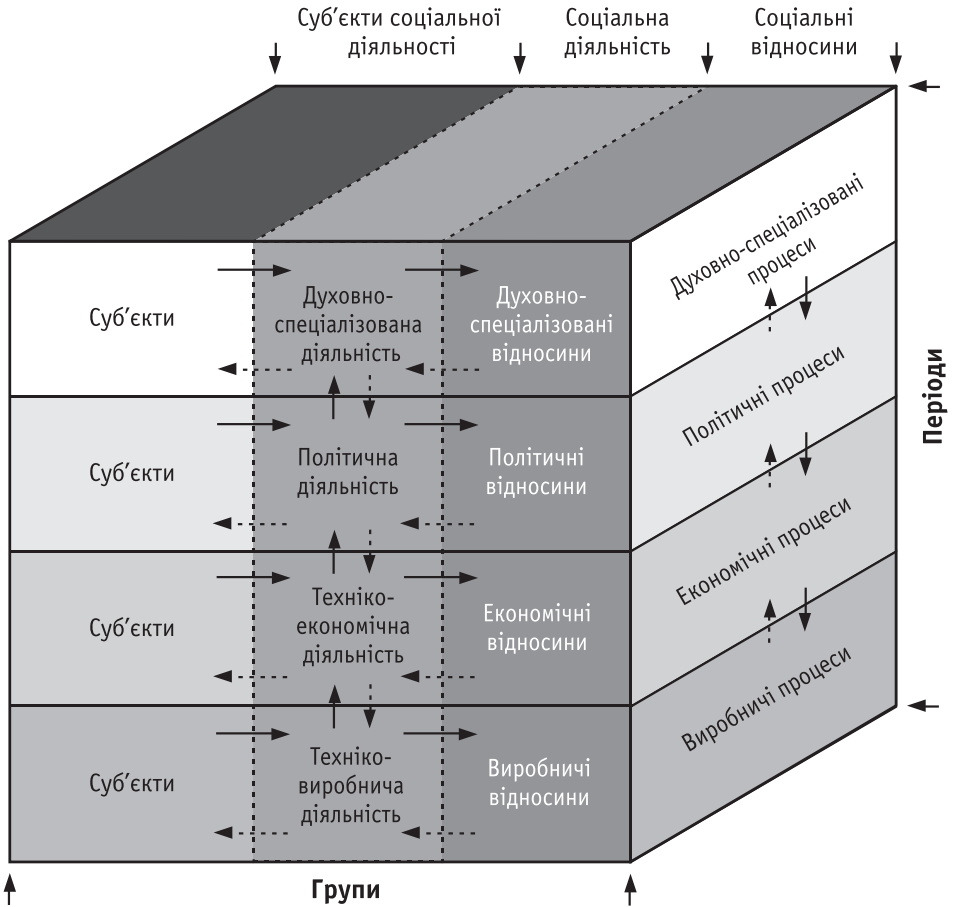 Суб’єкти соціальної
діяльності
Соціальна
діяльність
Соціальні
відносини
Суб’єкти
Духовно-
спеціалізована
діяльність
Духовно-
спеціалізовані
відносини
Духовно-спеціалізовані
процеси
Суб’єкти
Політична
діяльність
Політичні
відносини
Політичні процеси
Суб’єкти
Техніко-
економічна
діяльність
Економічні
відносини
Економічні процеси
Суб’єкти
Техніко-
виробнича
діяльність
Виробничі
відносини
Виробничі процеси
Періоди
Групи